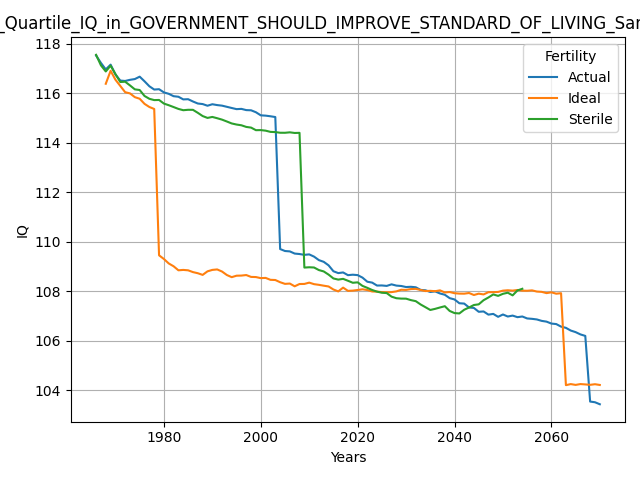 _Quartile_IQ_in_GOVERNMENT_SHOULD_IMPROVE_STANDARD_OF_LIVING_Sar
Fertility
Actual
Ideal
Sterile
118
116
114
112
110
108
106
104
IQ
1980
2000
2020
2040
2060
Years